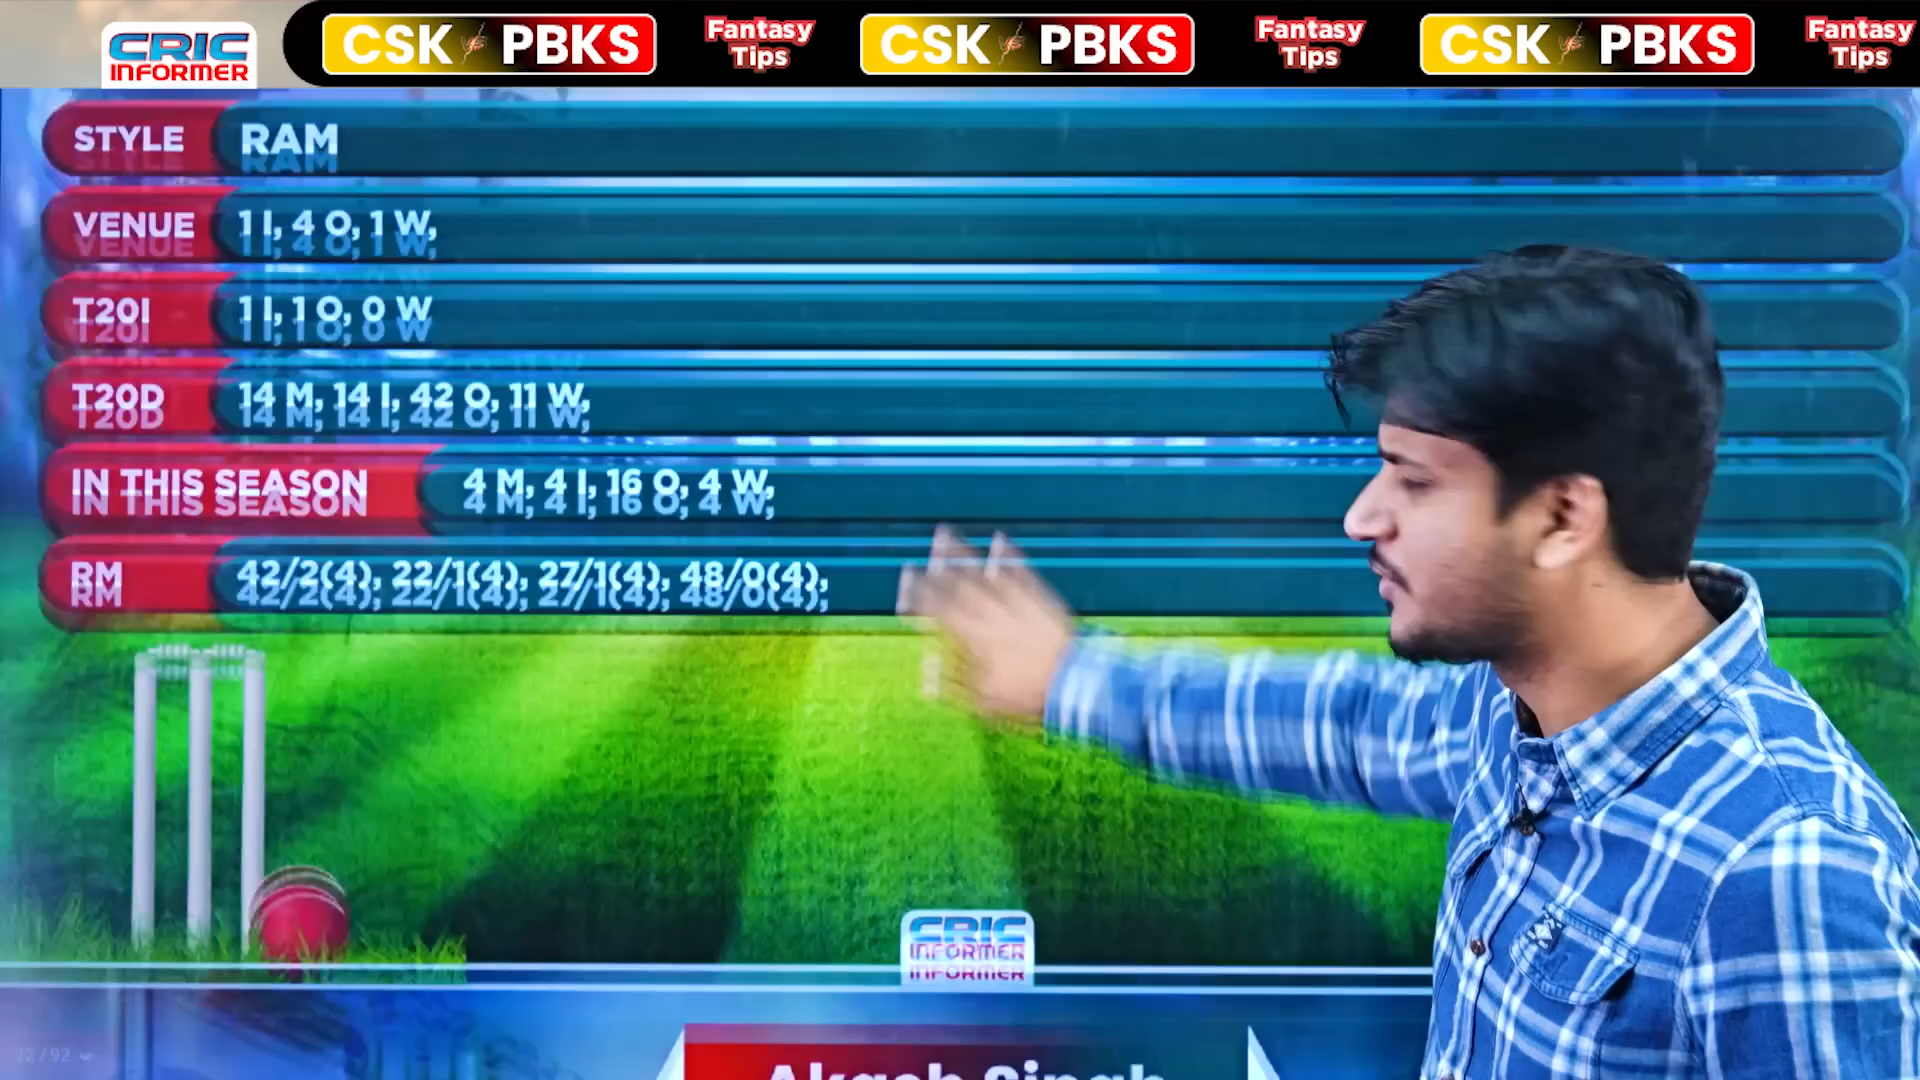 CRIC
INFORMER
CSK PBKS
Fantasy
Tips
CSK PBKS
Fantasy
Tips
CSK PBKS
Fantasy
Tips
STYLE RAM
VENUE 1 I, 4 O, 1 W,
T20I 1 I, 1 O, 0 W
T20D 14 M, 14 I, 42 O, 11 W,
IN THIS SEASON 4 M, 4 I, 16 O, 4 W,
RM 42/2(4), 22/1(4), 27/1(4), 48/0(4),
CRIC
INFORMER
Akash Singh